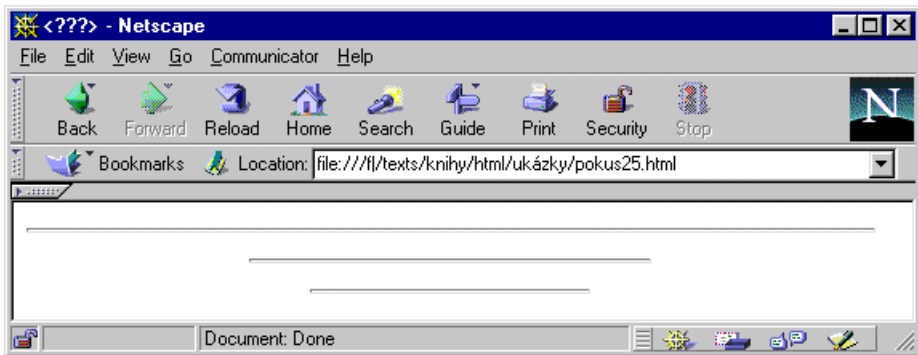 <???> - Netscape
File Edit View Go Communicator Help
Back Forward Reload Home Search Guide Print Security Stop
N
Bookmarks Location: file:///f|/texts/knihy/html/ukázky/pokus25.html
Document: Done